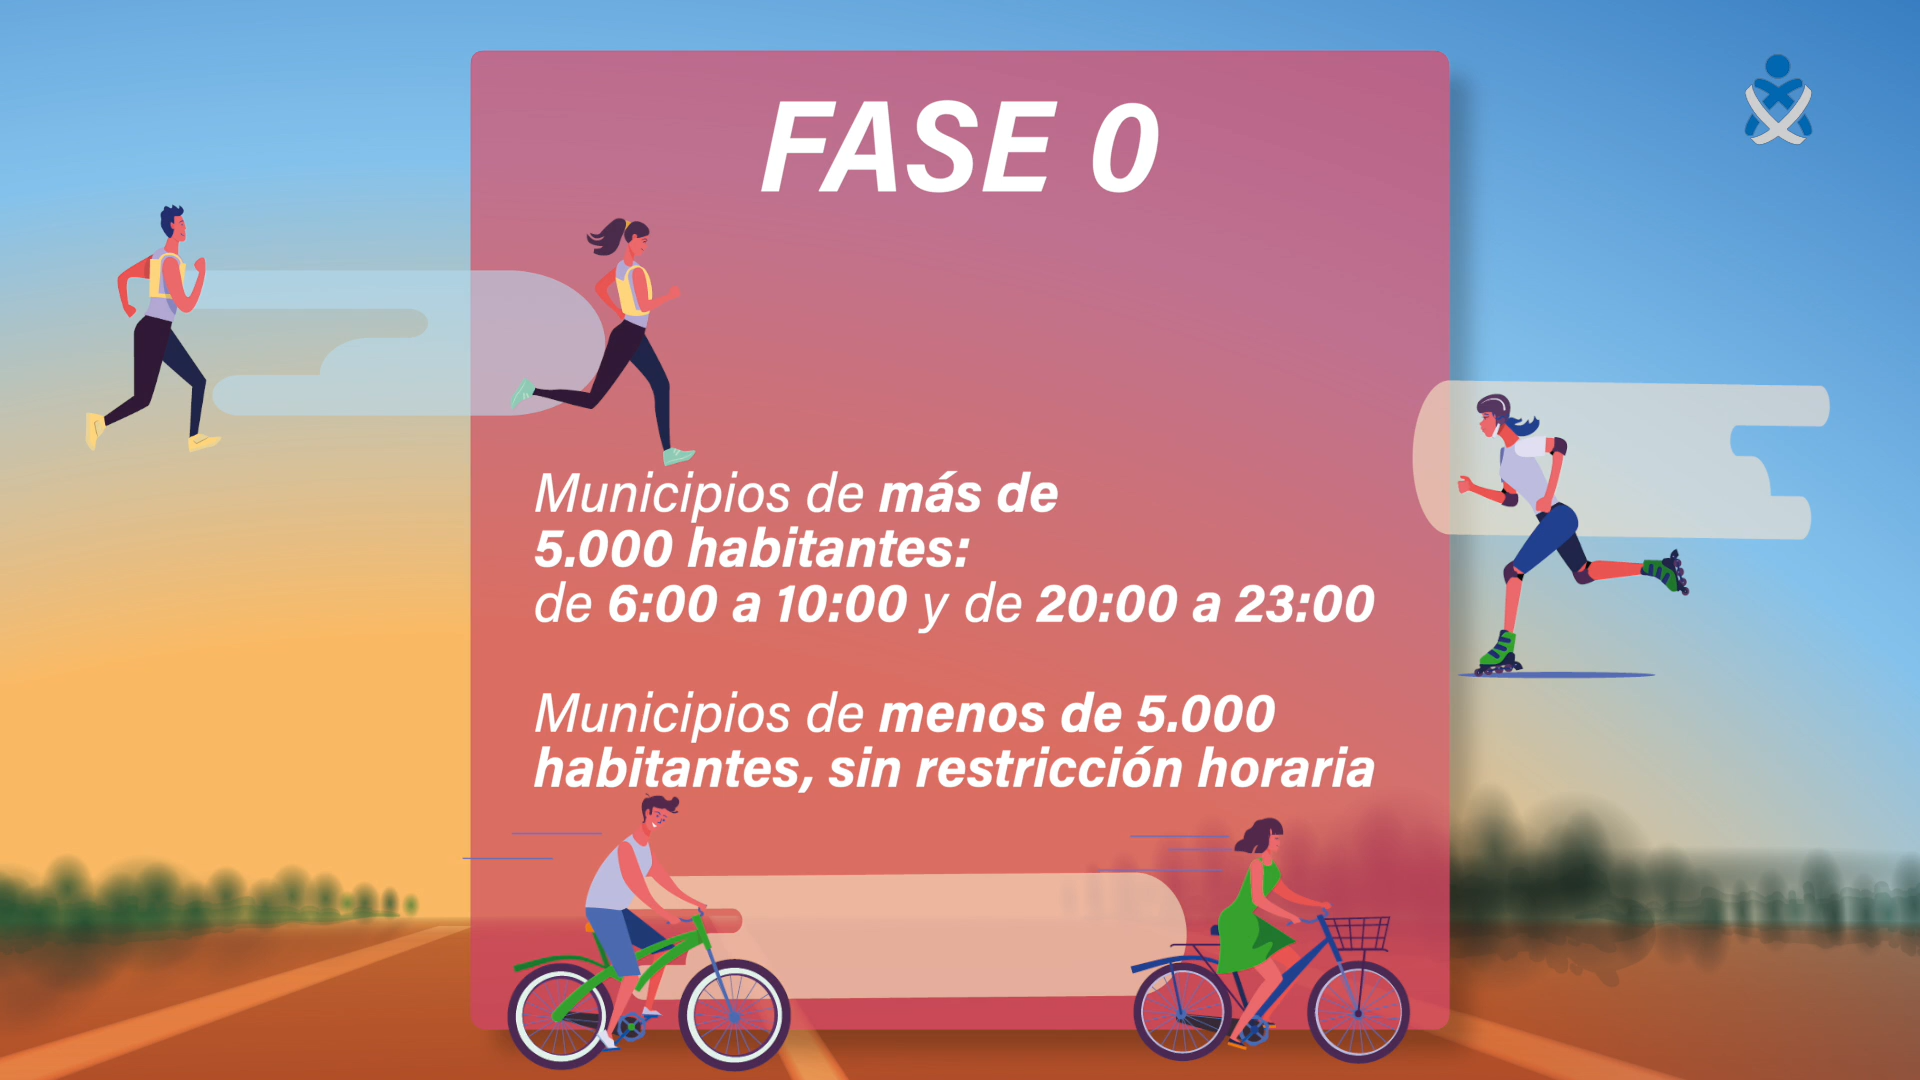 FASE 0
Municipios de más de
5.000 habitantes:
de 6:00 a 10:00 y de 20:00 a 23:00
Municipios de menos de 5.000
habitantes, sin restricción horaria